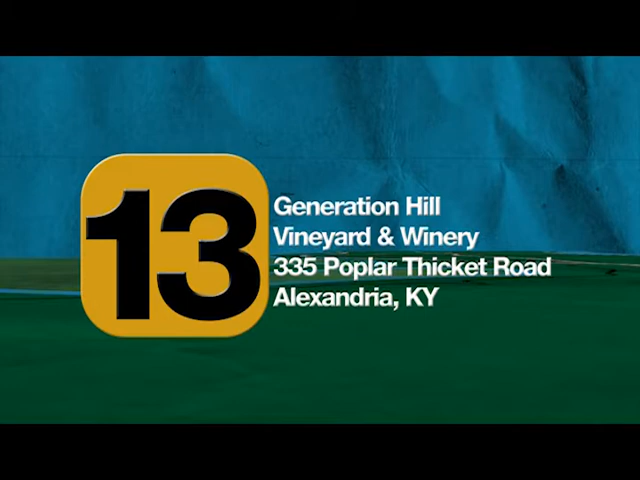 13
Generation Hill
Vineyard & Winery
335 Poplar Thicket Road
Alexandria, KY